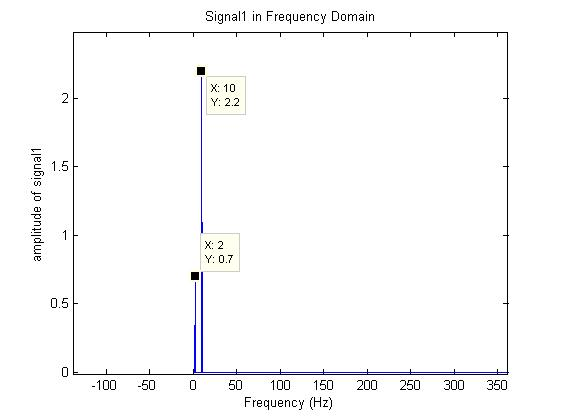 Signal1 in Frequency Domain
X: 10
Y: 2.2
X: 2
Y: 0.7
2
1.5
1
0.5
0
amplitude of signal1
-100 -50 0 50 100 150 200 250 300 350
Frequency (Hz)